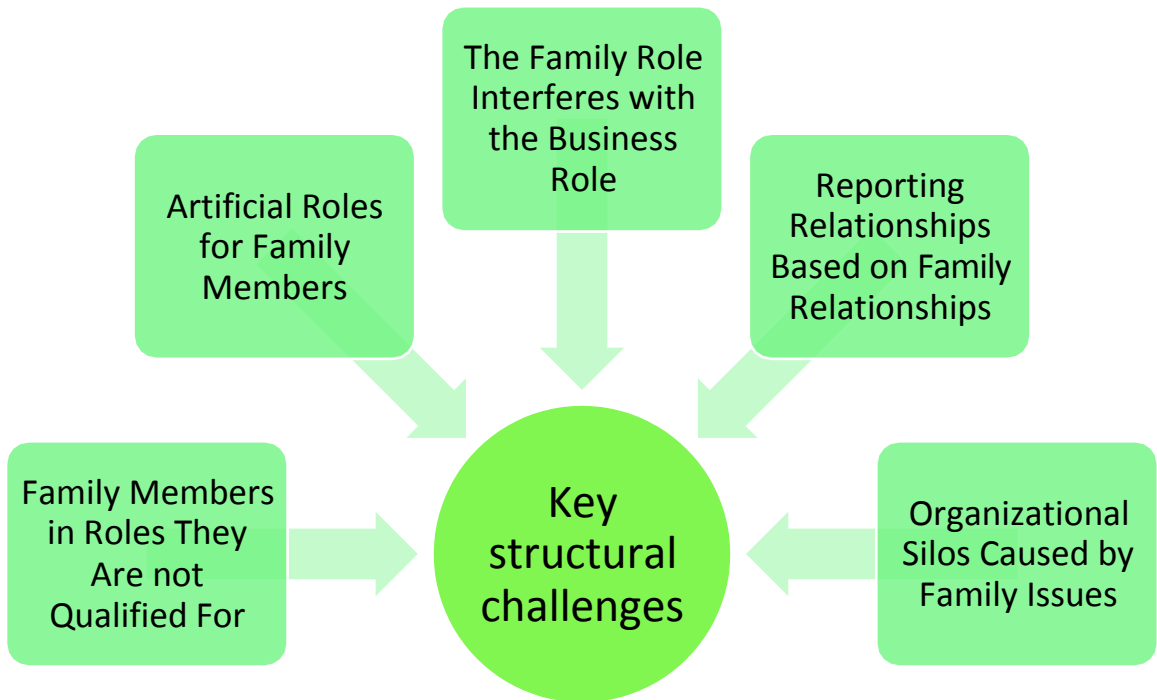 The Family Role
Interferes with
the Business
Role
Artificial Roles
for Family
Members
Reporting
Relationships
Based on Family
Relationships
Family Members
in Roles They
Are not
Qualified For
Key
structural
challenges
Organizational
Silos Caused by
Family Issues